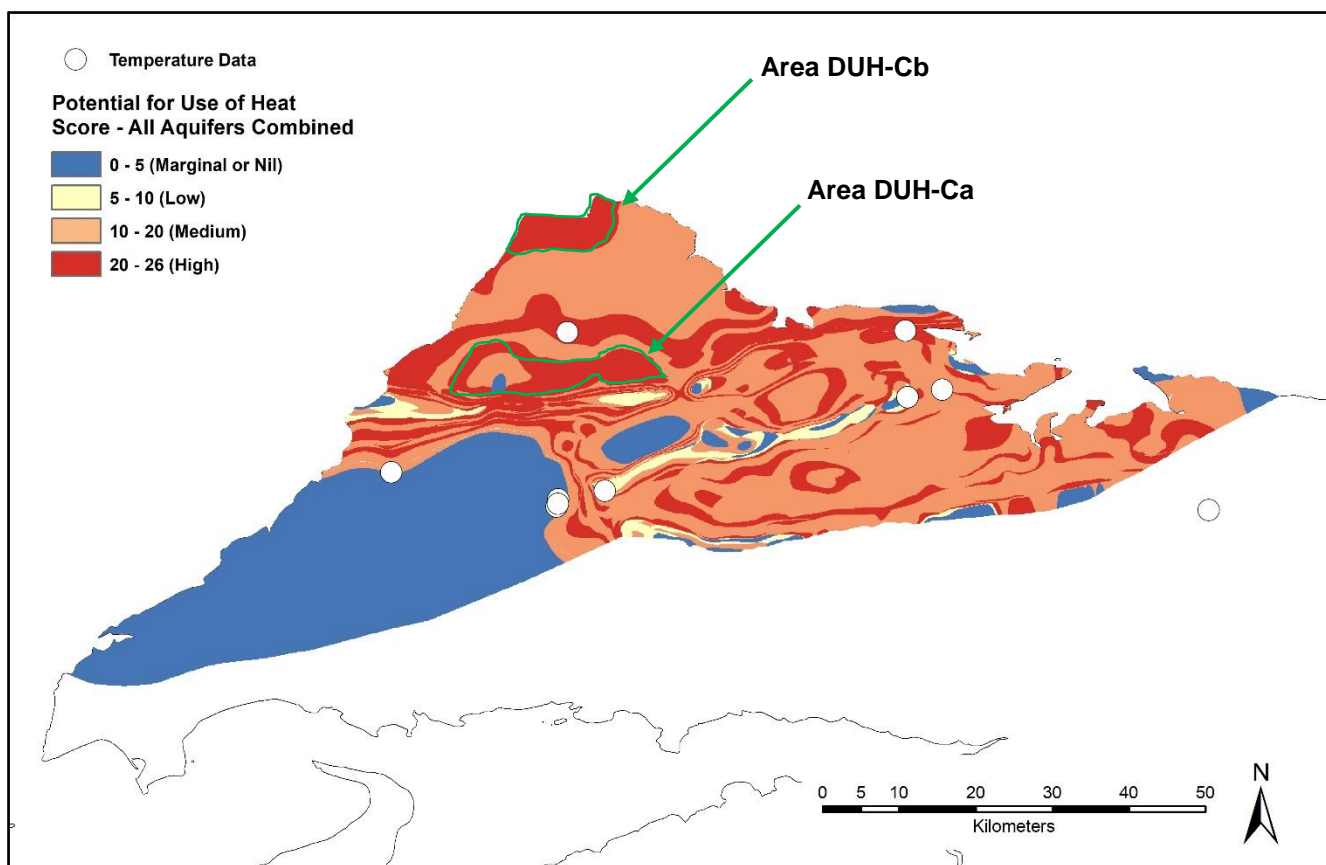 Temperature Data
Potential for Use of Heat
Score - All Aquifers Combined
0 - 5 (Marginal or Nil)
5 - 10 (Low)
10 - 20 (Medium)
20 - 26 (High)
Area DUH-Cb
Area DUH-Ca
0 5 10 20 30 40 50
Kilometers
N